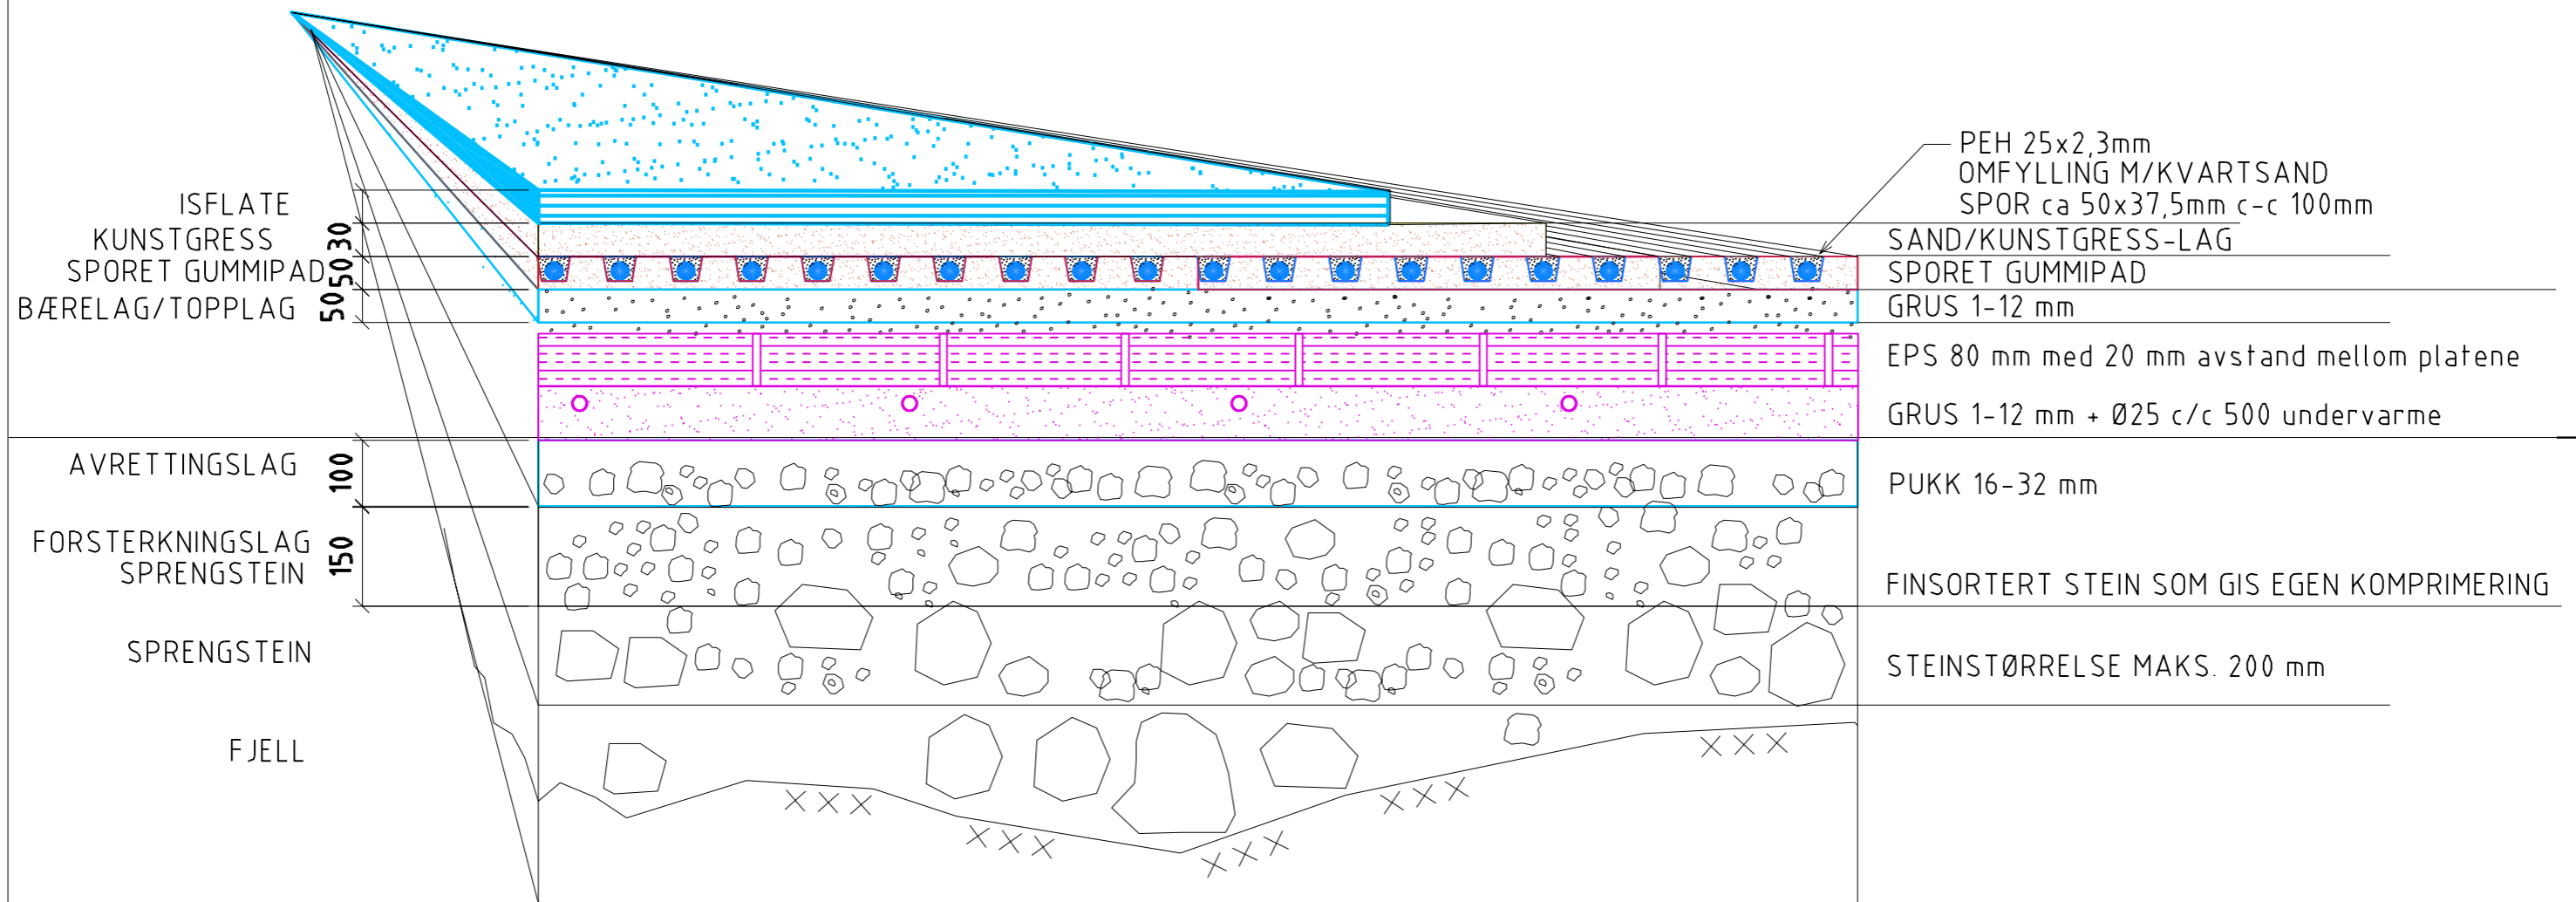 PEH 25x2,3mm
OMFYLLING M/KVARTSAND
SPOR ca 50x37,5mm c-c 100mm
ISFLATE
KUNSTGRESS
30
SAND/KUNSTGRESS-LAG
SPORET GUMMIPAD
50
SPORET GUMMIPAD
BÆRELAG/TOPPLAG
50
GRUS 1-12 mm
EPS 80 mm med 20 mm avstand mellom platene
GRUS 1-12 mm + Ø25 c/c 500 undervarme
AVRETTINGSLAG
100
PUKK 16-32 mm
FORSTERKNINGSLAG
SPRENGSTEIN
150
FINSORTERT STEIN SOM GIS EGEN KOMPRIMERING
SPRENGSTEIN
STEINSTØRRELSE MAKS. 200 mm
FJELL